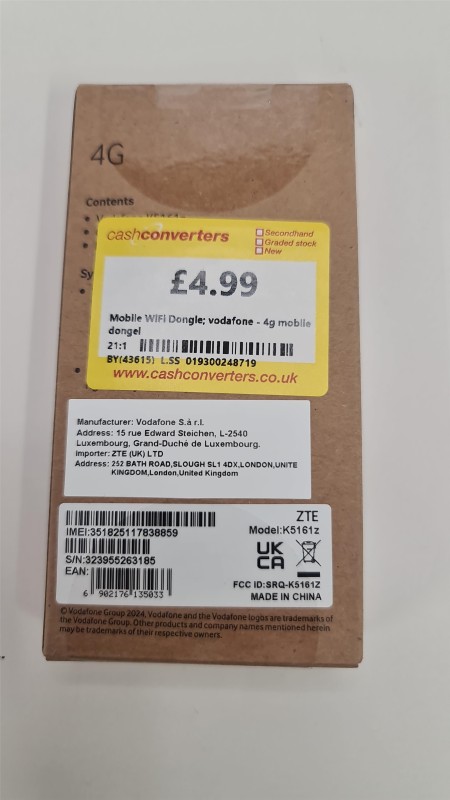 4G
Contents
cashconverters
Secondhand
Graded stock
New
Sy
£4.99
Mobile WiFi Dongle; vodafone - 4g mobile
dongel
21:1
BY(43615) L.SS 019300248719
www.cashconverters.co.uk
Manufacturer: Vodafone S.à r.l.
Address: 15 rue Edward Steichen, L-2540
Luxembourg, Grand-Duché de Luxembourg.
Importer: ZTE (UK) LTD
Address: 252 BATH ROAD,SLOUGH SL1 4DX,LONDON,UNITE
KINGDOM,London,United Kingdom
ZTE
IMEI:351825117838859
Model:K5161z
UK
CA
S/N:323955263185
EAN:
6 902176 135033
FCC ID:SRQ-K5161Z
MADE IN CHINA
© Vodafone Group 2024, Vodafone and the Vodafone logos are trademarks of
the Vodafone Group. Other products and company names mentioned herein
may be trademarks of their respective owners.